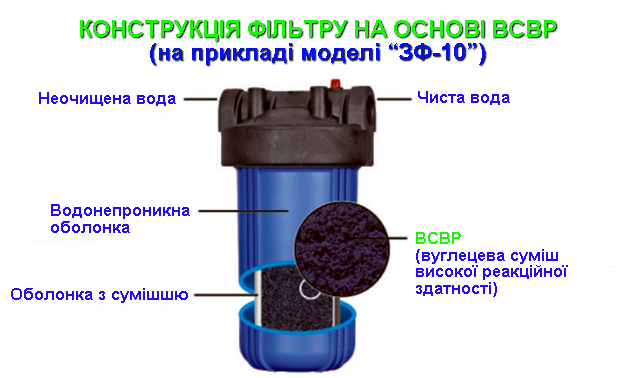 КОНСТРУКЦІЯ ФІЛЬТРУ НА ОСНОВІ ВСВР
(на прикладі моделі “ЗФ-10”)
Неочищена вода
Чиста вода
Водонепроникна
оболонка
ВСВР
(вуглецева суміш
високої реакційної
здатності)
Оболонка з сумішшю